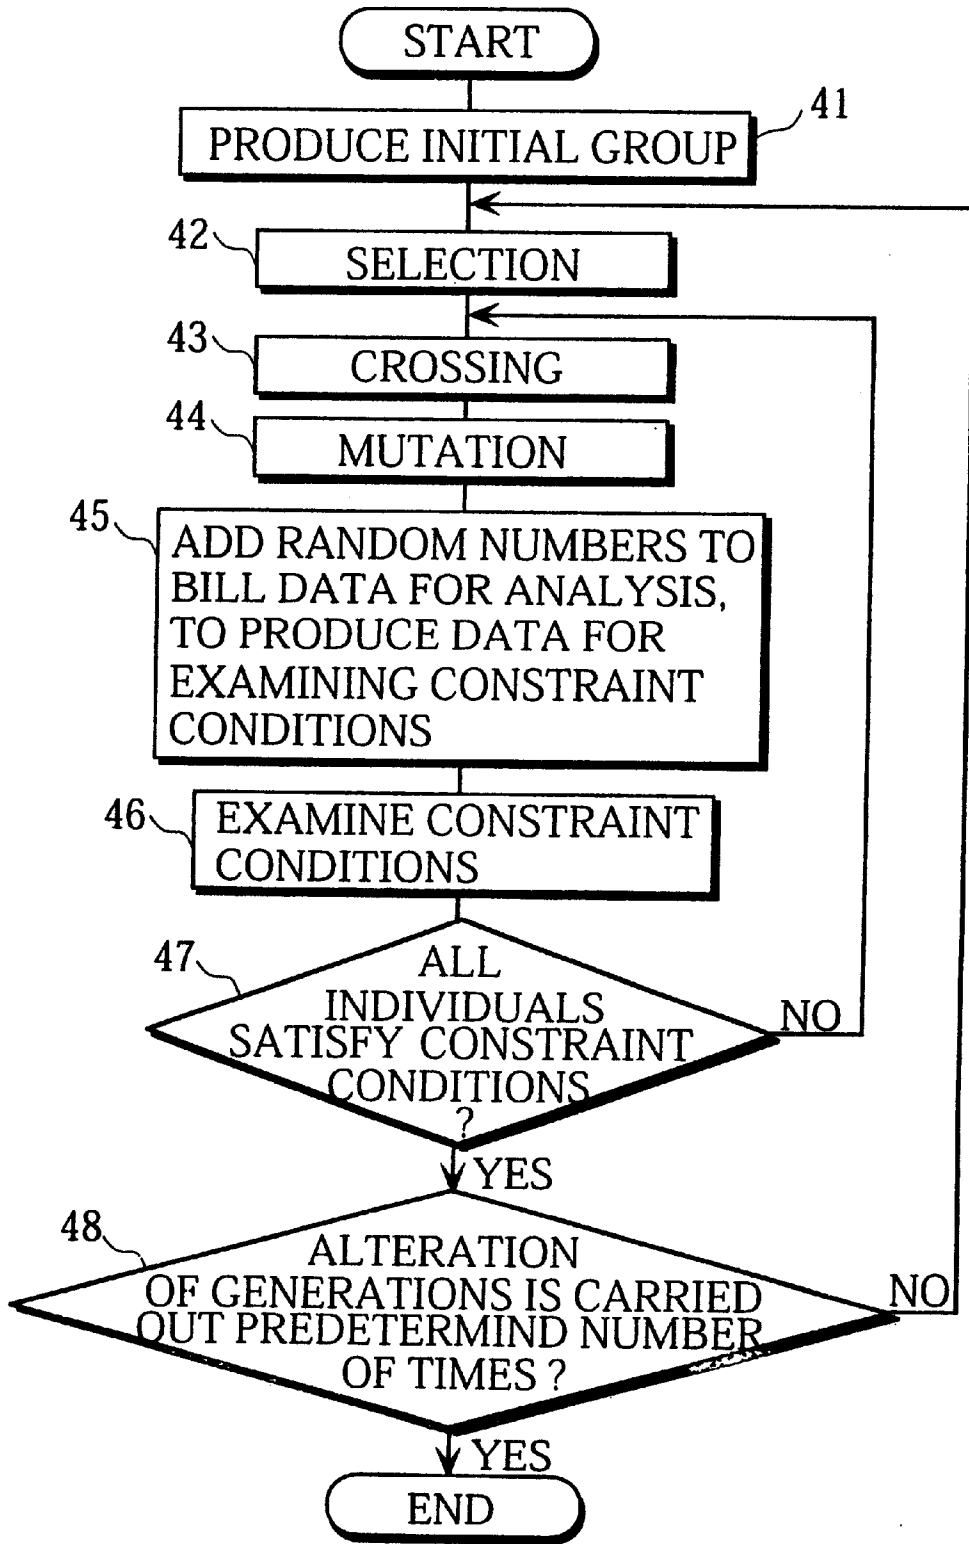 START
41
PRODUCE INITIAL GROUP
42
SELECTION
43
CROSSING
44
MUTATION
45
ADD RANDOM NUMBERS TO
BILL DATA FOR ANALYSIS,
TO PRODUCE DATA FOR
EXAMINING CONSTRAINT
CONDITIONS
46
EXAMINE CONSTRAINT
CONDITIONS
47
ALL
INDIVIDUALS
SATISFY CONSTRAINT
CONDITIONS
?
NO
YES
48
ALTERATION
OF GENERATIONS IS CARRIED
OUT PREDETERMIND NUMBER
OF TIMES ?
NO
YES
END